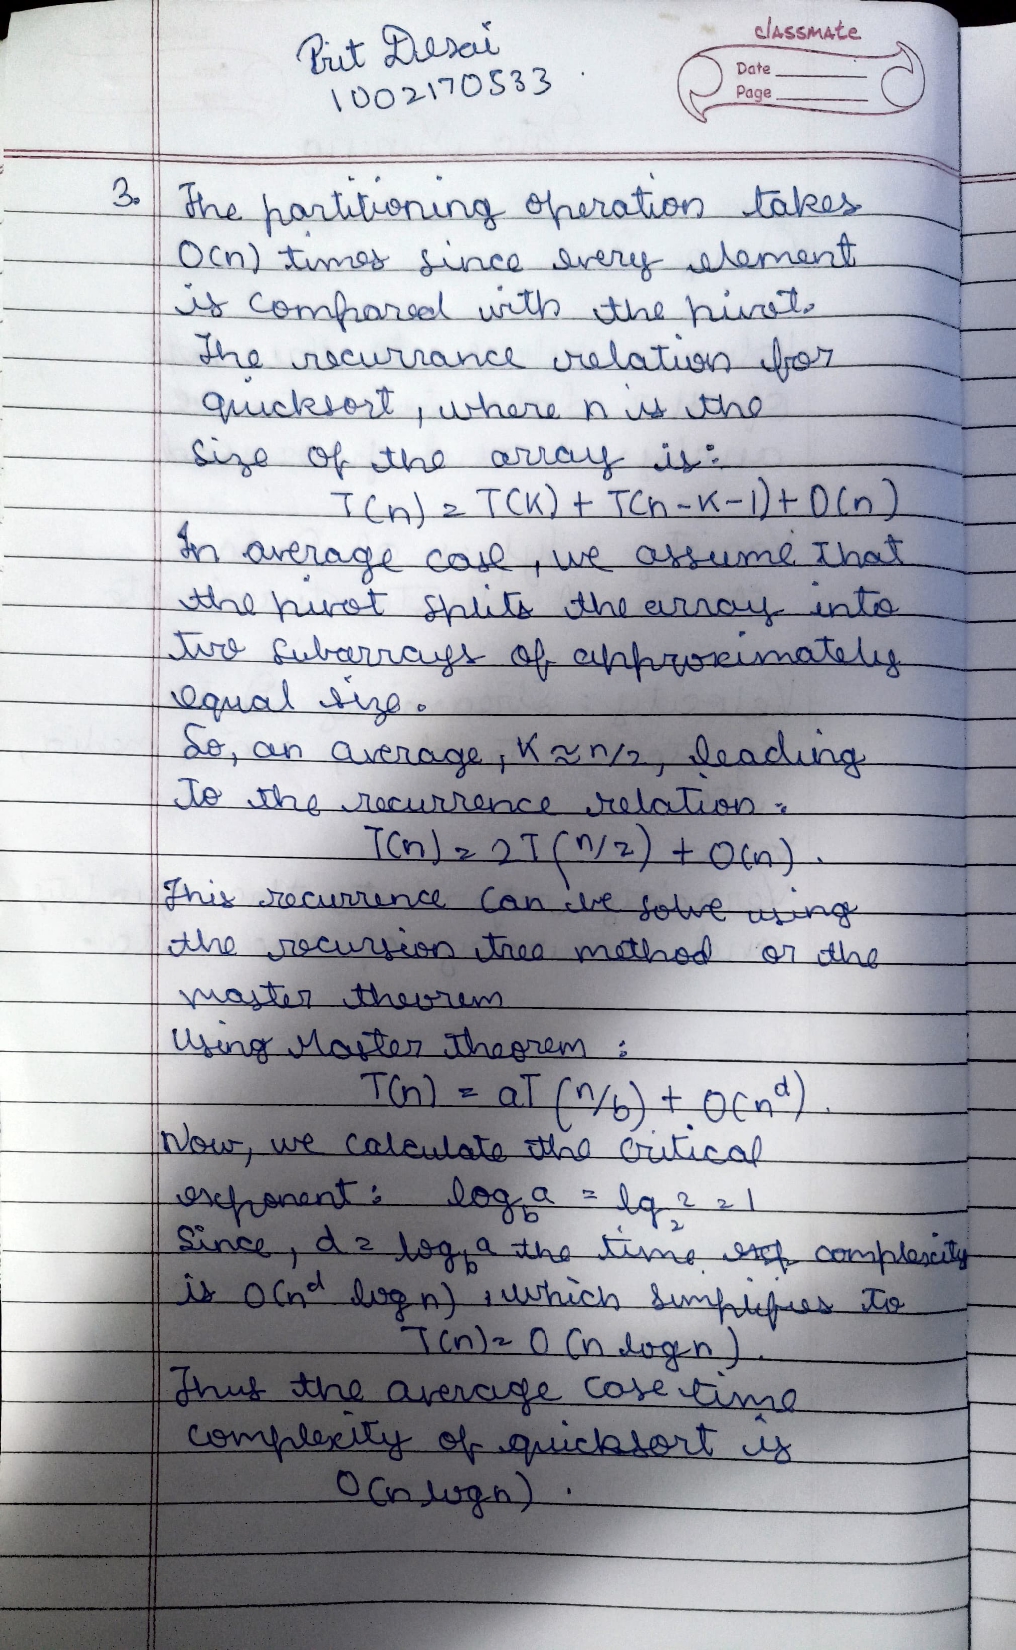 Prit Desai
1002170533
classmate
Date
Page
3. The partitioning operation takes
O(n) times since every element
is compared with the pivot.
The recurrance relation for
quicksort, where n is the
size of the array is:
T(n) = T(K) + T(n-K-1) + O(n)
In average case, we assume that
the pivot splits the array into
two subarrays of approximately
equal size.
So, an average, K ≈ n/2, leading
to the recurrence relation:
T(n) = 2T(n/2) + O(n).
This recurrence can be solve using
the recursion tree method or the
master theorem
Using Master Theorem :
T(n) = aT(n/b) + O(n^d).
Now, we calculate the critical
exponent: log_b a = lg_2 2 = 1
Since, d = log_b a the time complexity
is O(n^d log n), which simplifies to
T(n) = O(n log n).
Thus the average case time
complexity of quicksort is
O(n log n).